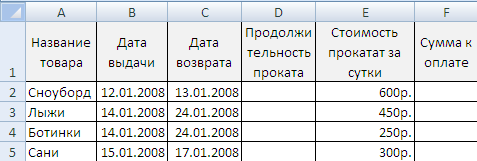 A B C D E F
1 Название товара Дата выдачи Дата возврата Продолжи тельность проката Стоимость прокатат за сутки Сумма к оплате
2 Сноуборд 12.01.2008 13.01.2008 600р.
3 Лыжи 14.01.2008 24.01.2008 450р.
4 Ботинки 14.01.2008 24.01.2008 250р.
5 Сани 15.01.2008 17.01.2008 300р.